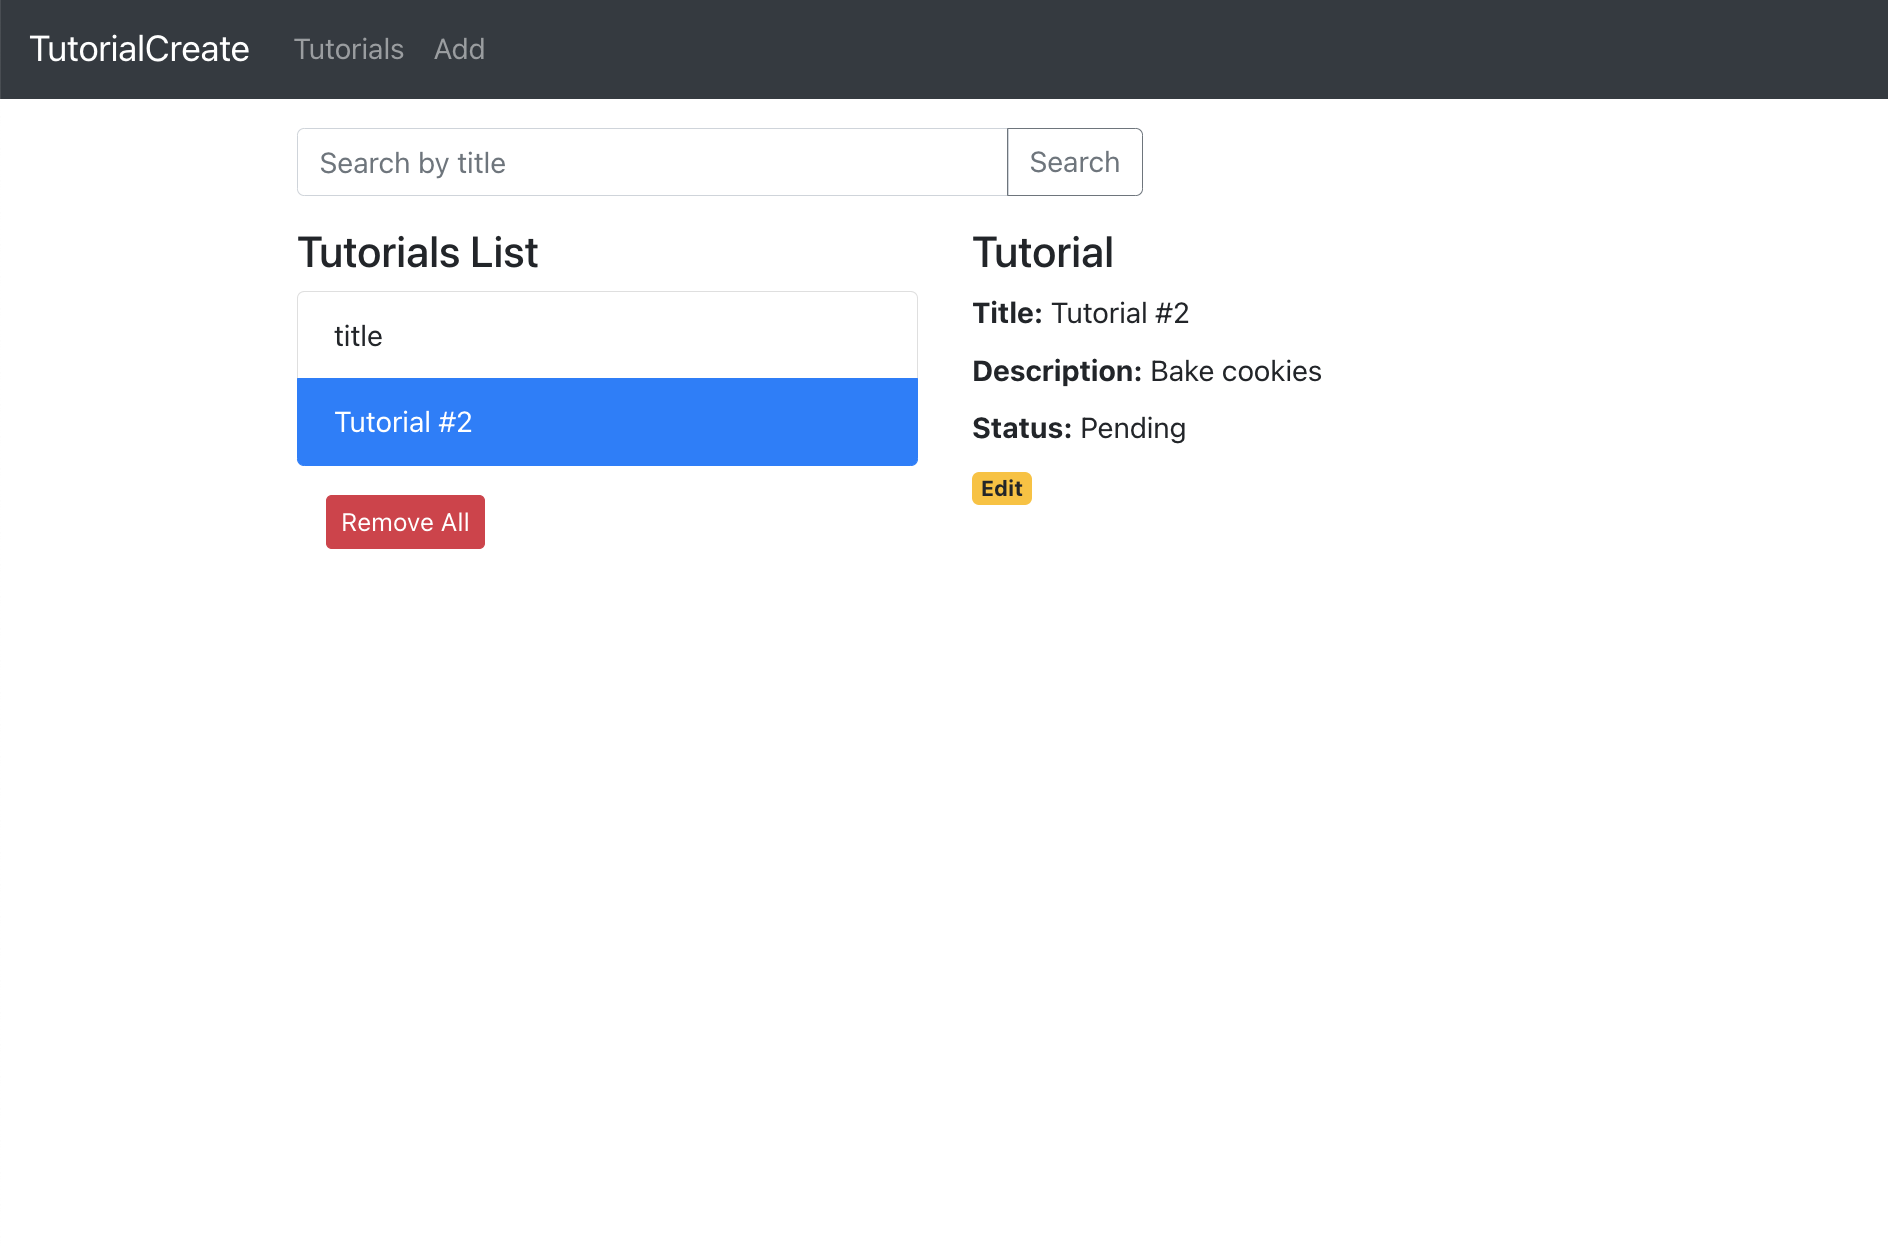 TutorialCreate Tutorials Add
Search by title Search
Tutorials List
title
Tutorial #2
Remove All
Tutorial
Title: Tutorial #2
Description: Bake cookies
Status: Pending
Edit